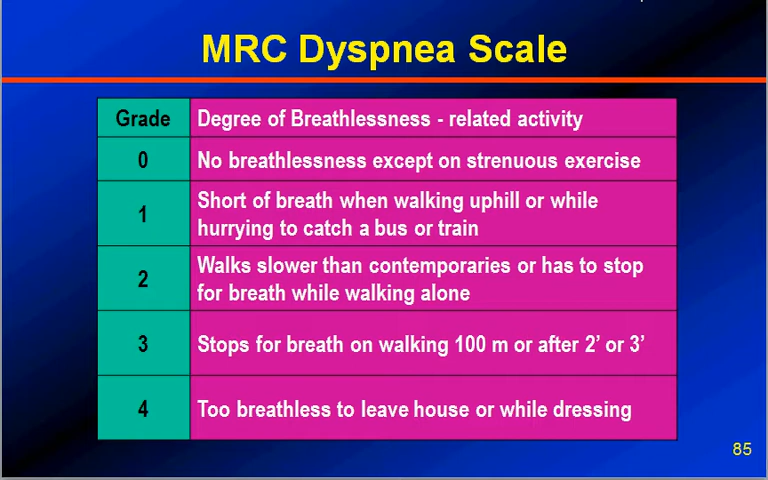 MRC Dyspnea Scale
Grade Degree of Breathlessness - related activity
0 No breathlessness except on strenuous exercise
1 Short of breath when walking uphill or while
hurrying to catch a bus or train
2 Walks slower than contemporaries or has to stop
for breath while walking alone
3 Stops for breath on walking 100 m or after 2’ or 3’
4 Too breathless to leave house or while dressing
85